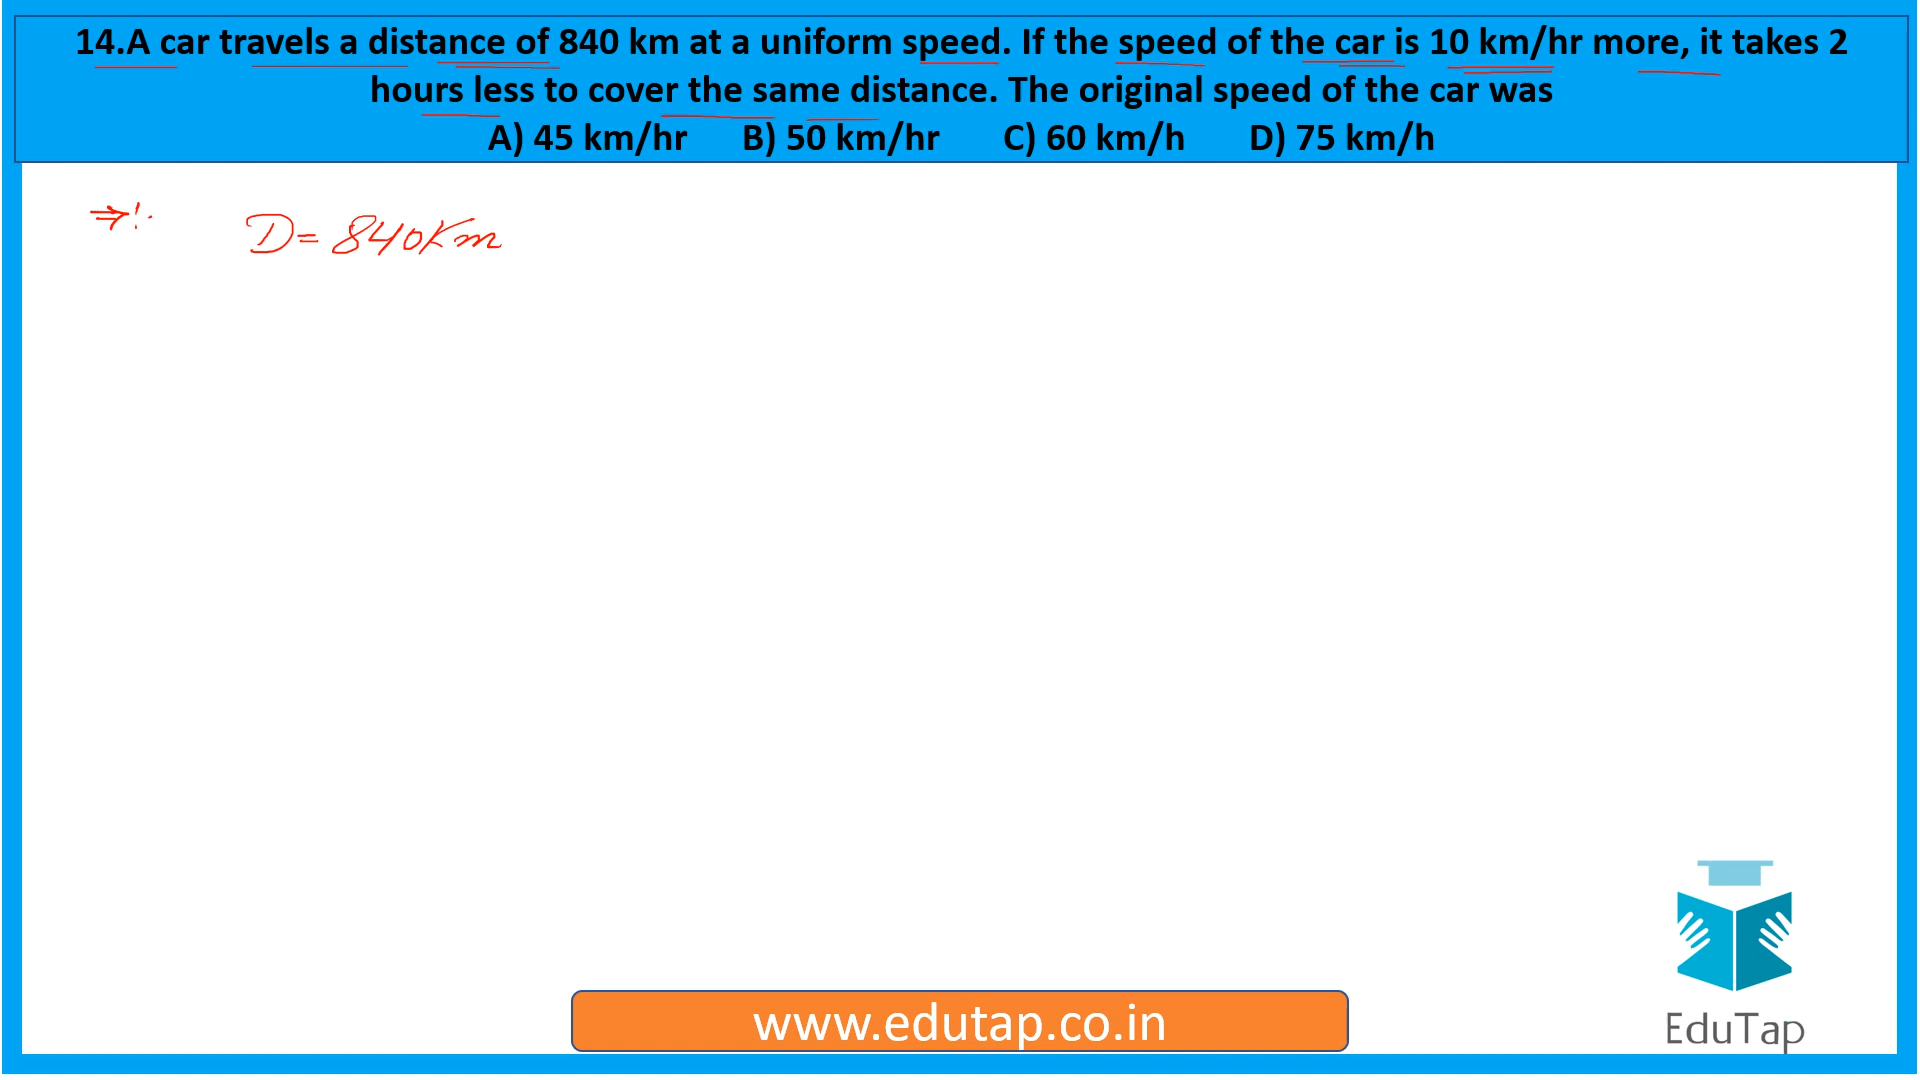 14.A car travels a distance of 840 km at a uniform speed. If the speed of the car is 10 km/hr more, it takes 2
hours less to cover the same distance. The original speed of the car was
A) 45 km/hr B) 50 km/hr C) 60 km/h D) 75 km/h
⇒:
D= 840Km
www.edutap.co.in
EduTap